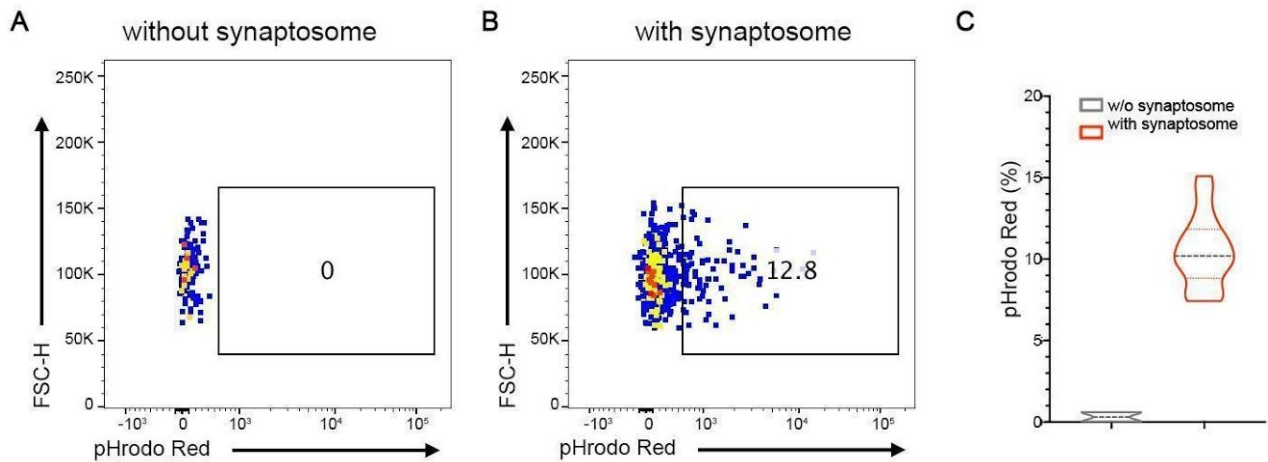 A
without synaptosome
250K
200K
150K
100K
50K
0
FSC-H
0
-10³ 0 10³ 10⁴ 10⁵
pHrodo Red
B
with synaptosome
250K
200K
150K
100K
50K
0
FSC-H
12.8
-10³ 0 10³ 10⁴ 10⁵
pHrodo Red
C
20
15
10
5
0
pHrodo Red (%)
w/o synaptosome
with synaptosome